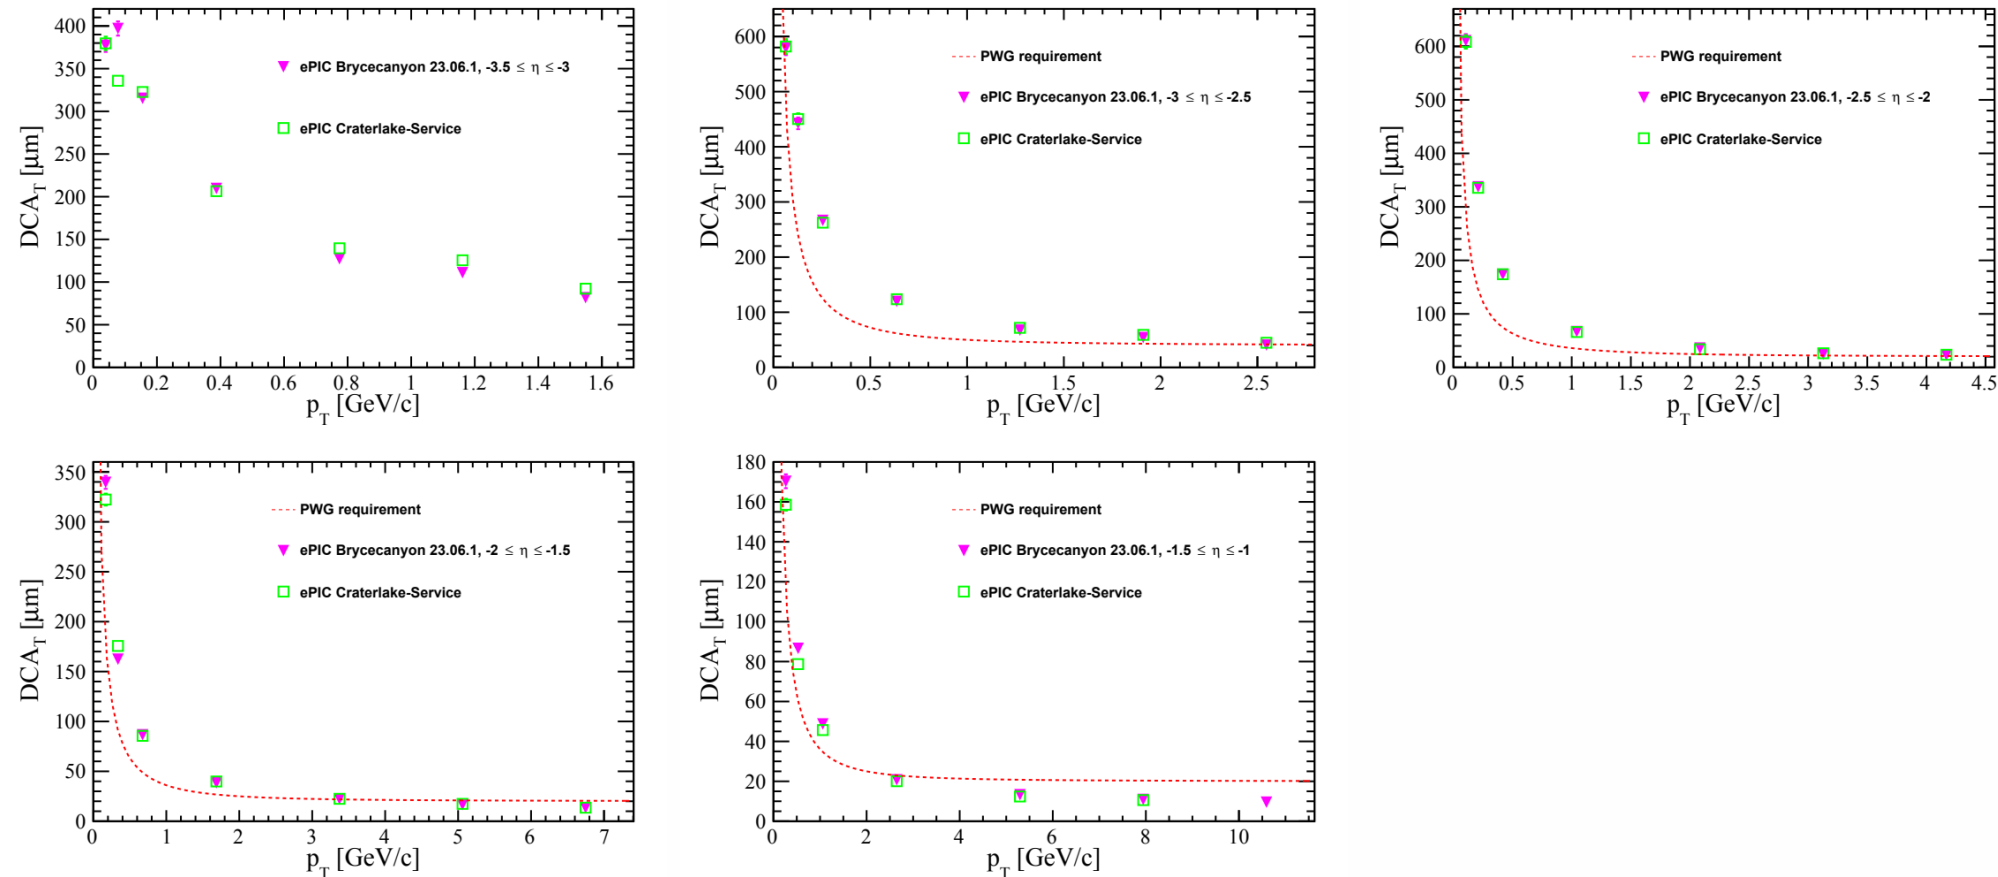 400
350
300
250
200
150
100
50
0
DCA_T [μm]
ePIC Brycecanyon 23.06.1, -3.5 ≤ η ≤ -3
ePIC Craterlake-Service
0 0.2 0.4 0.6 0.8 1 1.2 1.4 1.6
p_T [GeV/c]
600
500
400
300
200
100
0
DCA_T [μm]
PWG requirement
ePIC Brycecanyon 23.06.1, -3 ≤ η ≤ -2.5
ePIC Craterlake-Service
0 0.5 1 1.5 2 2.5
p_T [GeV/c]
600
500
400
300
200
100
0
DCA_T [μm]
PWG requirement
ePIC Brycecanyon 23.06.1, -2.5 ≤ η ≤ -2
ePIC Craterlake-Service
0 0.5 1 1.5 2 2.5 3 3.5 4 4.5
p_T [GeV/c]
350
300
250
200
150
100
50
0
DCA_T [μm]
PWG requirement
ePIC Brycecanyon 23.06.1, -2 ≤ η ≤ -1.5
ePIC Craterlake-Service
0 1 2 3 4 5 6 7
p_T [GeV/c]
180
160
140
120
100
80
60
40
20
0
DCA_T [μm]
PWG requirement
ePIC Brycecanyon 23.06.1, -1.5 ≤ η ≤ -1
ePIC Craterlake-Service
0 2 4 6 8 10
p_T [GeV/c]